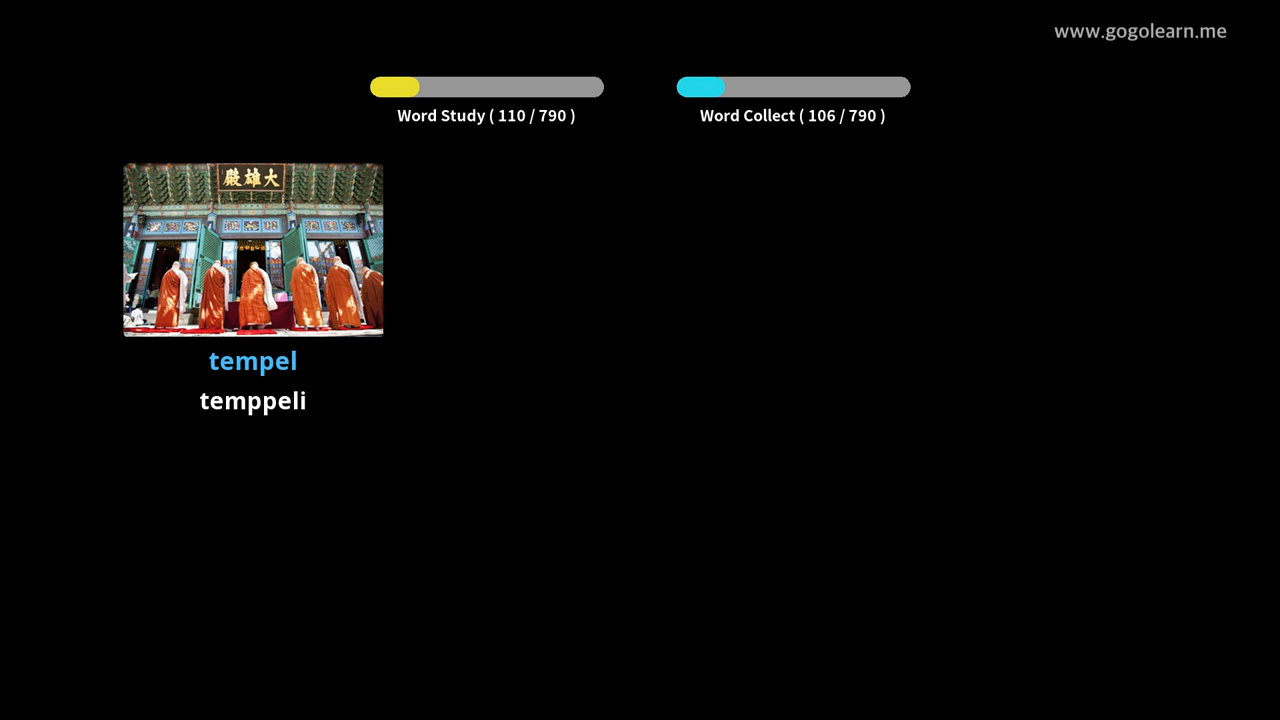 www.gogolearn.me
Word Study ( 110 / 790 )
Word Collect ( 106 / 790 )
殿雄大
tempel
temppeli